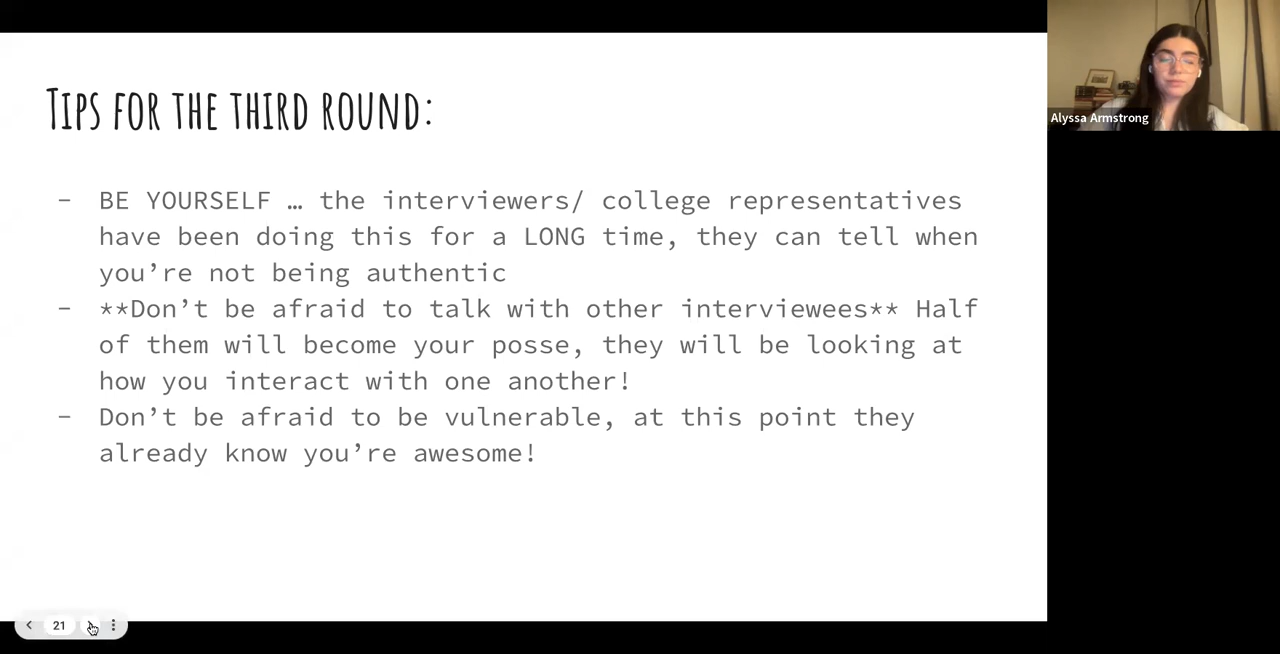 Tips for the third round:
- BE YOURSELF … the interviewers/ college representatives
have been doing this for a LONG time, they can tell when
you’re not being authentic
- **Don’t be afraid to talk with other interviewees** Half
of them will become your posse, they will be looking at
how you interact with one another!
- Don’t be afraid to be vulnerable, at this point they
already know you’re awesome!
Alyssa Armstrong
21